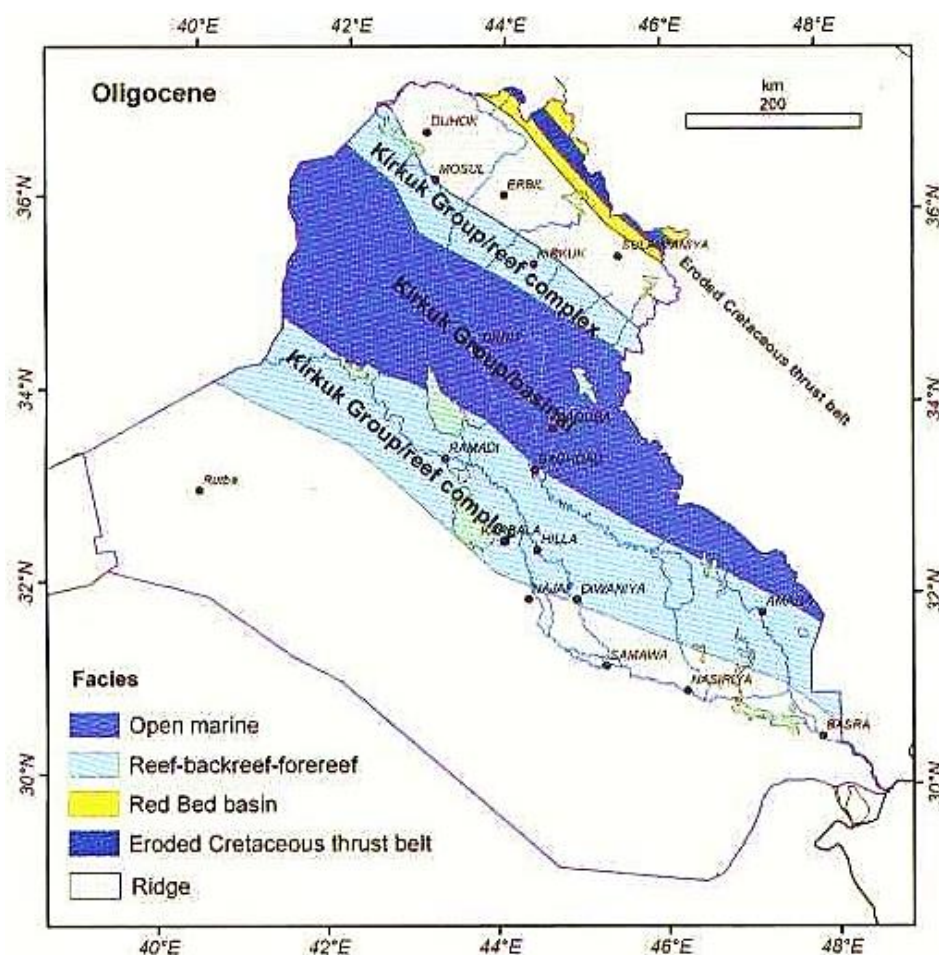 40°E 42°E 44°E 46°E 48°E
Oligocene
km
200
DUHOK
MOSUL
ERBIL
36°N
36°N
Kirkuk Group/reef complex
KIRKUK
SULAIMANIYA
Eroded Cretaceous thrust belt
Kirkuk Group/basinal
34°N
34°N
Kirkuk Group/reef complex
RAMADI
BAGHDAD
Rutba
HILLA
32°N
32°N
NAJAF
DIWANIYA
AMARA
SAMAWA
NASIRIYA
BASRA
Facies
Open marine
Reef-backreef-forereef
Red Bed basin
Eroded Cretaceous thrust belt
Ridge
30°N
30°N
40°E 42°E 44°E 46°E 48°E